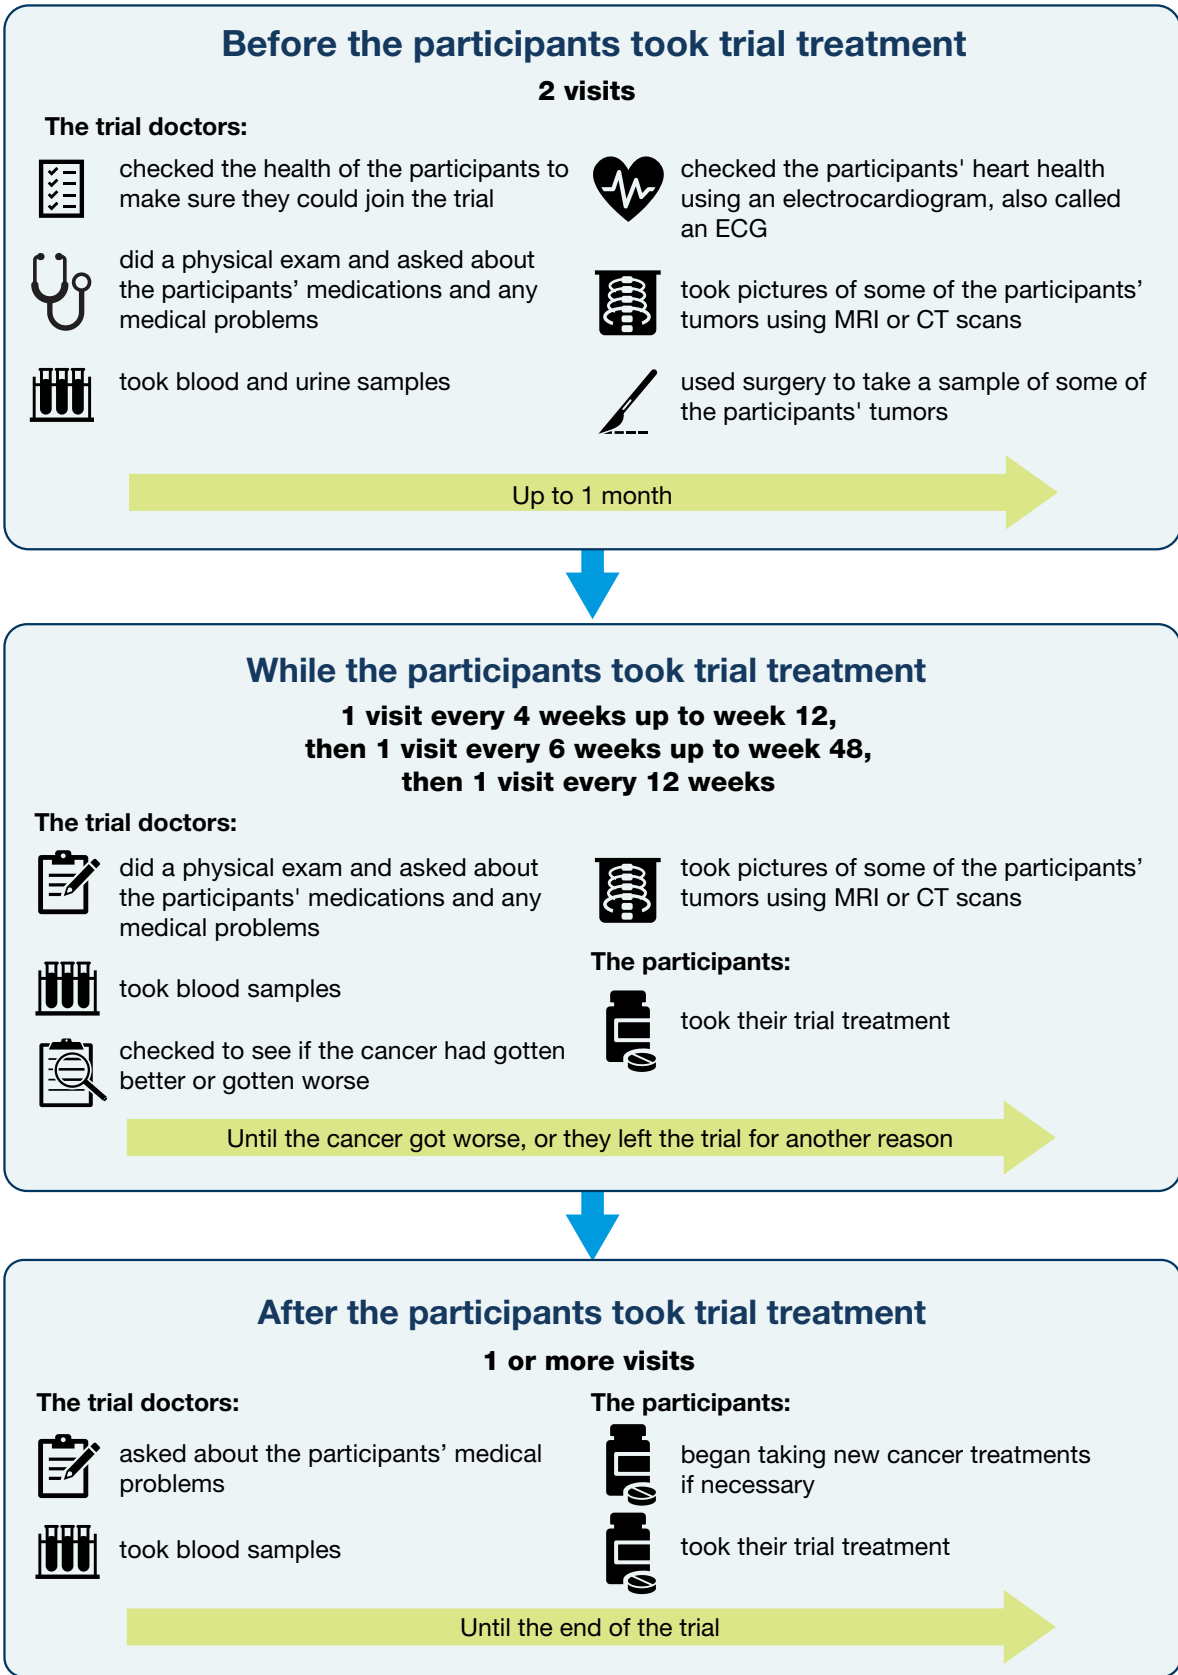 Before the participants took trial treatment
2 visits
The trial doctors:
checked the health of the participants to
make sure they could join the trial
did a physical exam and asked about
the participants’ medications and any
medical problems
took blood and urine samples
checked the participants' heart health
using an electrocardiogram, also called
an ECG
took pictures of some of the participants’
tumors using MRI or CT scans
used surgery to take a sample of some of
the participants' tumors
Up to 1 month
While the participants took trial treatment
1 visit every 4 weeks up to week 12,
then 1 visit every 6 weeks up to week 48,
then 1 visit every 12 weeks
The trial doctors:
did a physical exam and asked about
the participants' medications and any
medical problems
took blood samples
checked to see if the cancer had gotten
better or gotten worse
took pictures of some of the participants’
tumors using MRI or CT scans
The participants:
took their trial treatment
Until the cancer got worse, or they left the trial for another reason
After the participants took trial treatment
1 or more visits
The trial doctors:
asked about the participants’ medical
problems
took blood samples
The participants:
began taking new cancer treatments
if necessary
took their trial treatment
Until the end of the trial